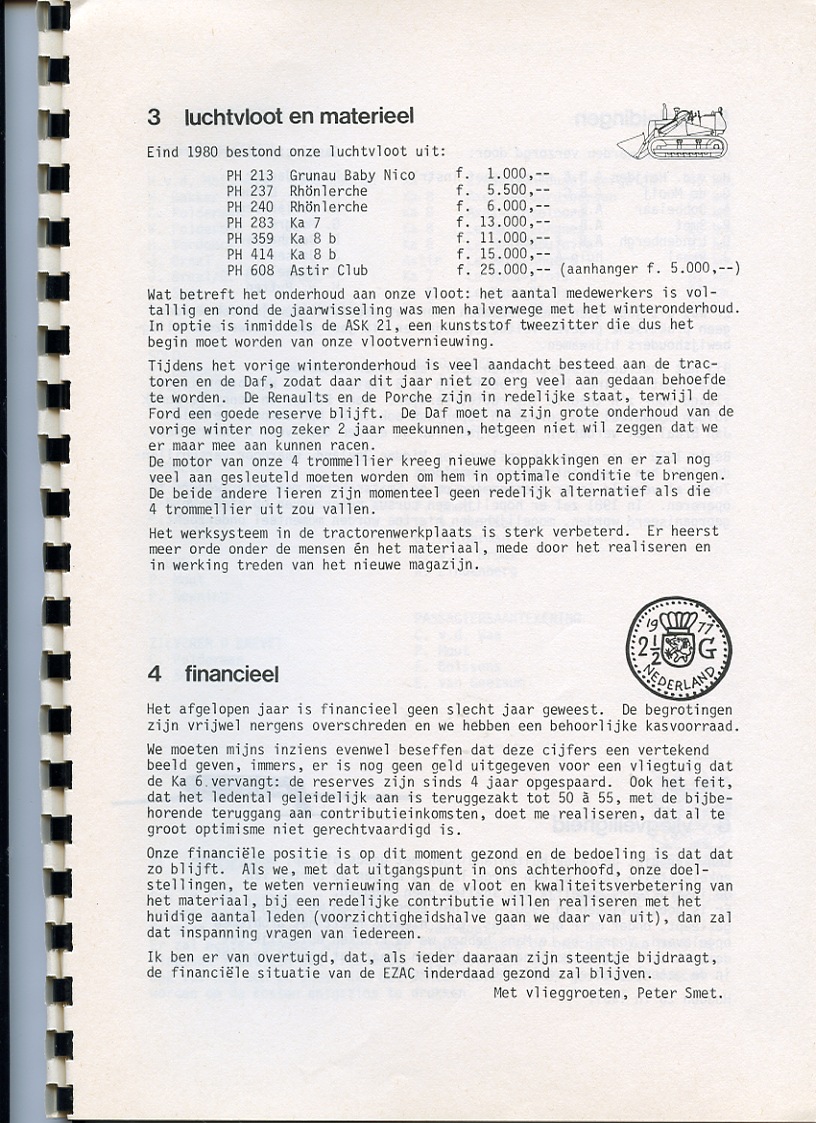 3 luchtvloot en materieel
Eind 1980 bestond onze luchtvloot uit:
PH 213 Grunau Baby Nico f. 1.000,--
PH 237 Rhönlerche f. 5.500,--
PH 240 Rhönlerche f. 6.000,--
PH 283 Ka 7 f. 13.000,--
PH 359 Ka 8 b f. 11.000,--
PH 414 Ka 8 b f. 15.000,--
PH 608 Astir Club f. 25.000,-- (aanhanger f. 5.000,--)
Wat betreft het onderhoud aan onze vloot: het aantal medewerkers is vol-
tallig en rond de jaarwisseling was men halverwege met het winteronderhoud.
In optie is inmiddels de ASK 21, een kunststof tweezitter die dus het
begin moet worden van onze vlootvernieuwing.
Tijdens het vorige winteronderhoud is veel aandacht besteed aan de trac-
toren en de Daf, zodat daar dit jaar niet zo erg veel aan gedaan behoefde
te worden. De Renaults en de Porche zijn in redelijke staat, terwijl de
Ford een goede reserve blijft. De Daf moet na zijn grote onderhoud van de
vorige winter nog zeker 2 jaar meekunnen, hetgeen niet wil zeggen dat we
er maar mee aan kunnen racen.
De motor van onze 4 trommellier kreeg nieuwe koppakkingen en er zal nog
veel aan gesleuteld moeten worden om hem in optimale conditie te brengen.
De beide andere lieren zijn momenteel geen redelijk alternatief als die
4 trommellier uit zou vallen.
Het werksysteem in de tractorenwerkplaats is sterk verbeterd. Er heerst
meer orde onder de mensen én het materiaal, mede door het realiseren en
in werking treden van het nieuwe magazijn.
19 77
2½ G
NEDERLAND
4 financieel
Het afgelopen jaar is financieel geen slecht jaar geweest. De begrotingen
zijn vrijwel nergens overschreden en we hebben een behoorlijke kasvoorraad.
We moeten mijns inziens evenwel beseffen dat deze cijfers een vertekend
beeld geven, immers, er is nog geen geld uitgegeven voor een vliegtuig dat
de Ka 6 vervangt: de reserves zijn sinds 4 jaar opgespaard. Ook het feit,
dat het ledental geleidelijk aan is teruggezakt tot 50 à 55, met de bijbe-
horende teruggang aan contributieinkomsten, doet me realiseren, dat al te
groot optimisme niet gerechtvaardigd is.
Onze financiële positie is op dit moment gezond en de bedoeling is dat dat
zo blijft. Als we, met dat uitgangspunt in ons achterhoofd, onze doel-
stellingen, te weten vernieuwing van de vloot en kwaliteitsverbetering van
het materiaal, bij een redelijke contributie willen realiseren met het
huidige aantal leden (voorzichtigheidshalve gaan we daar van uit), dan zal
dat inspanning vragen van iedereen.
Ik ben er van overtuigd, dat, als ieder daaraan zijn steentje bijdraagt,
de financiële situatie van de EZAC inderdaad gezond zal blijven.
Met vlieggroeten, Peter Smet.